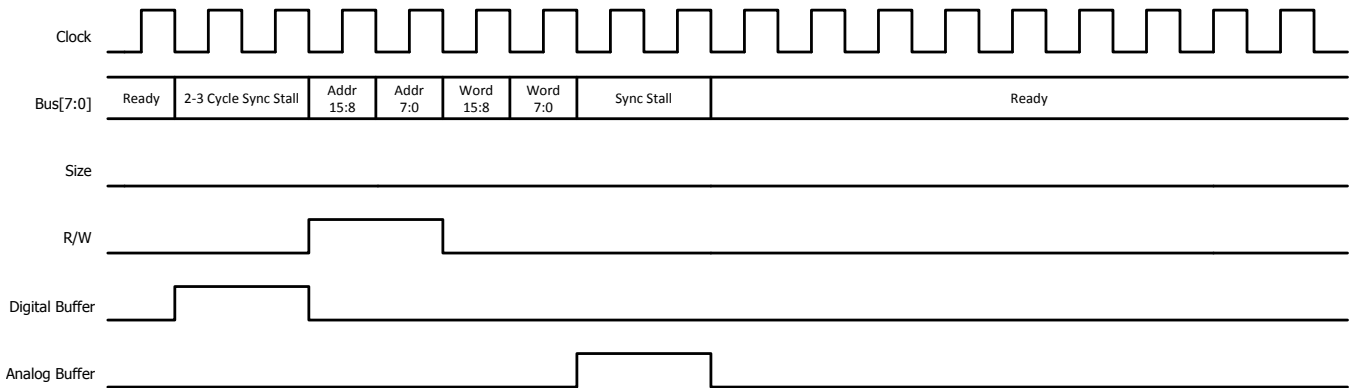 Clock
Bus[7:0]
Ready
2-3 Cycle Sync Stall
Addr
15:8
Addr
7:0
Word
15:8
Word
7:0
Sync Stall
Ready
Size
R/W
Digital Buffer
Analog Buffer